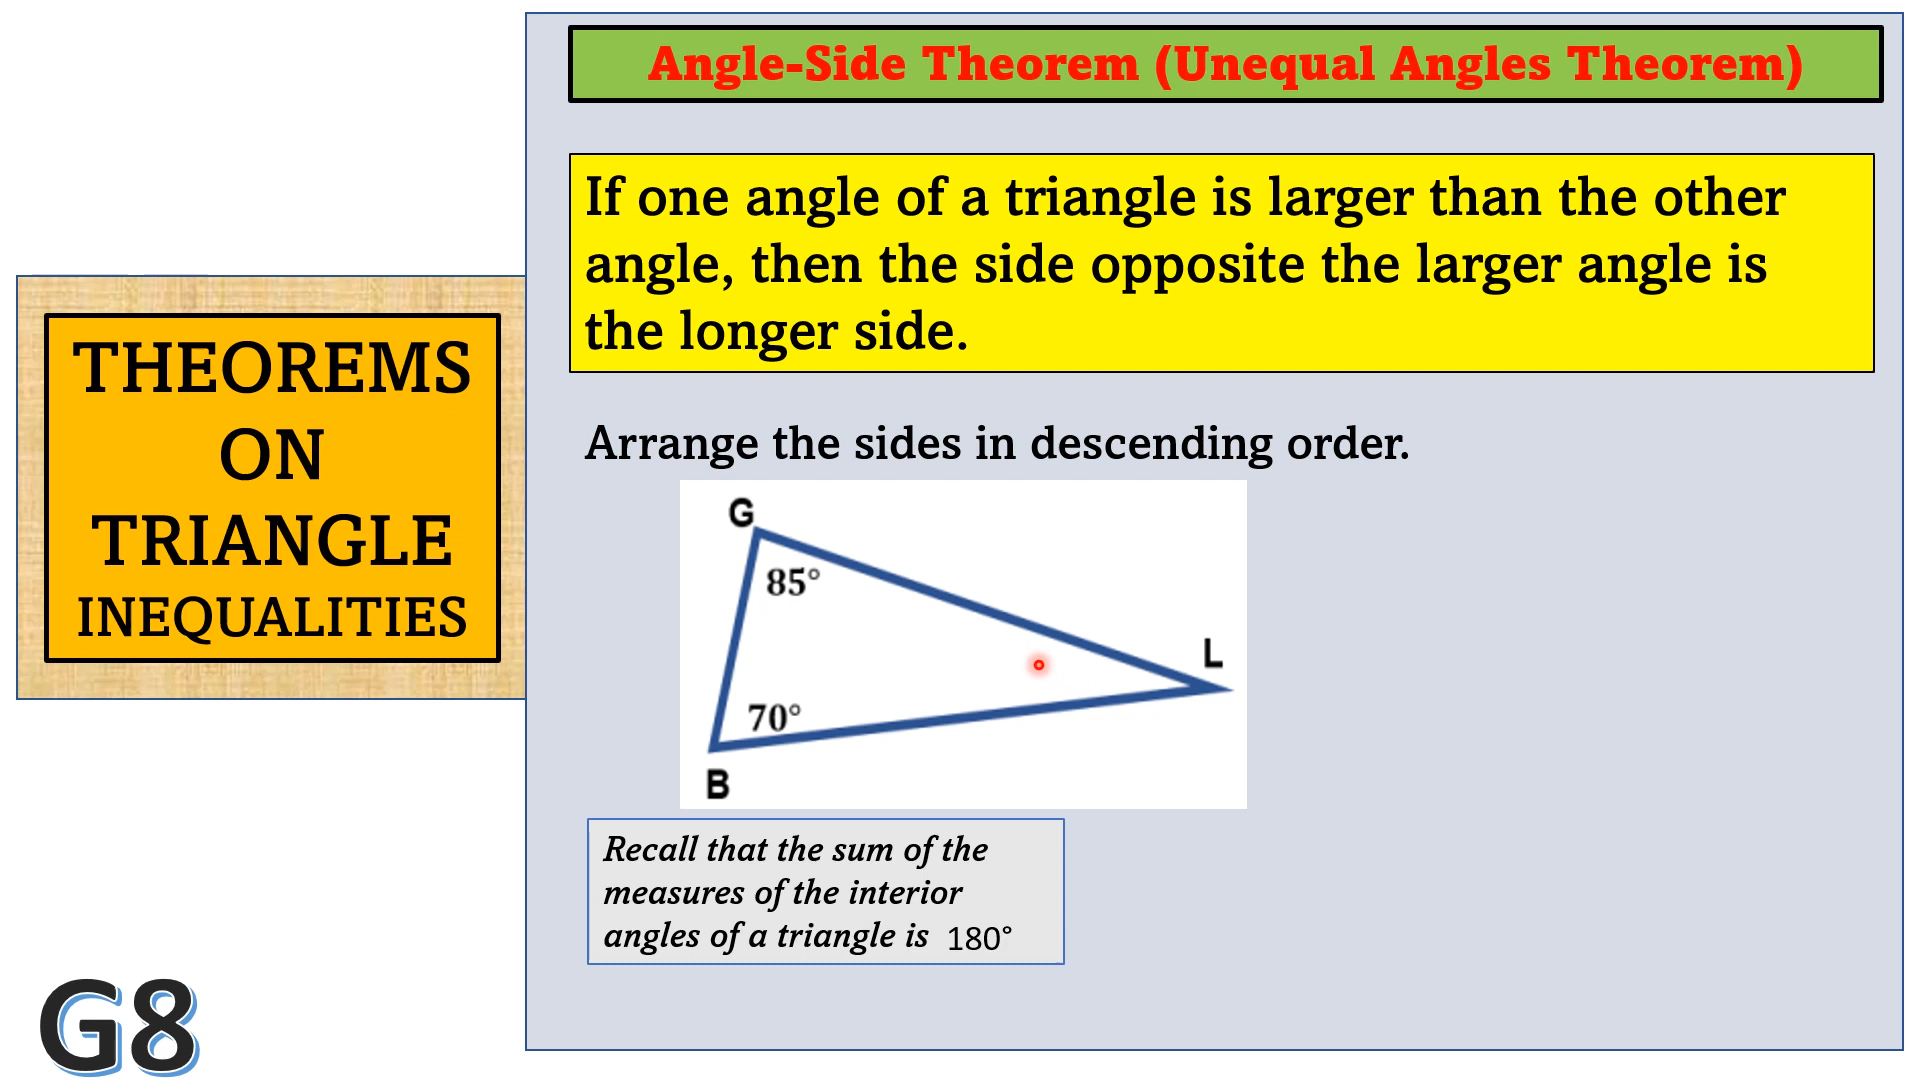 Angle-Side Theorem (Unequal Angles Theorem)
If one angle of a triangle is larger than the other
angle, then the side opposite the larger angle is
the longer side.
THEOREMS
ON
TRIANGLE
INEQUALITIES
Arrange the sides in descending order.
G
85°
L
70°
B
Recall that the sum of the
measures of the interior
angles of a triangle is 180°
G8